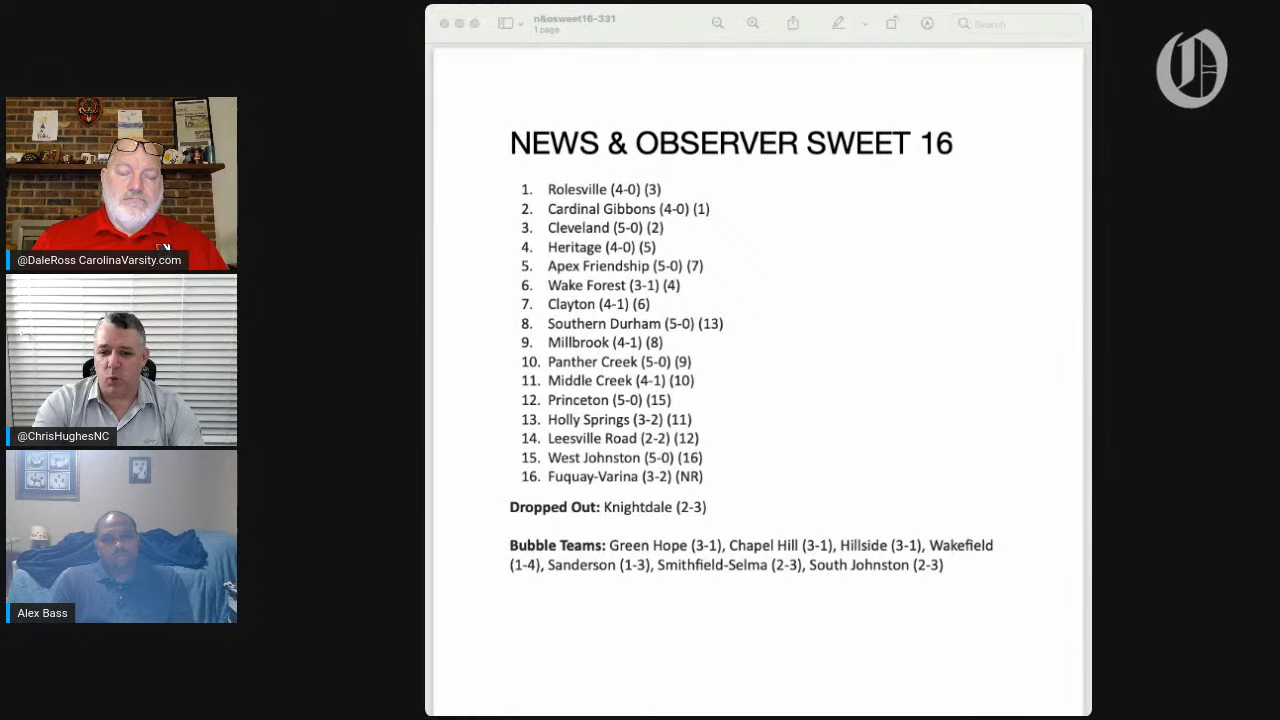 n&osweet16-331
1 page
Search
NEWS & OBSERVER SWEET 16
1. Rolesville (4-0) (3)
2. Cardinal Gibbons (4-0) (1)
3. Cleveland (5-0) (2)
4. Heritage (4-0) (5)
5. Apex Friendship (5-0) (7)
6. Wake Forest (3-1) (4)
7. Clayton (4-1) (6)
8. Southern Durham (5-0) (13)
9. Millbrook (4-1) (8)
10. Panther Creek (5-0) (9)
11. Middle Creek (4-1) (10)
12. Princeton (5-0) (15)
13. Holly Springs (3-2) (11)
14. Leesville Road (2-2) (12)
15. West Johnston (5-0) (16)
16. Fuquay-Varina (3-2) (NR)
Dropped Out: Knightdale (2-3)
Bubble Teams: Green Hope (3-1), Chapel Hill (3-1), Hillside (3-1), Wakefield
(1-4), Sanderson (1-3), Smithfield-Selma (2-3), South Johnston (2-3)
@DaleRoss CarolinaVarsity.com
@ChrisHughesNC
Alex Bass
O